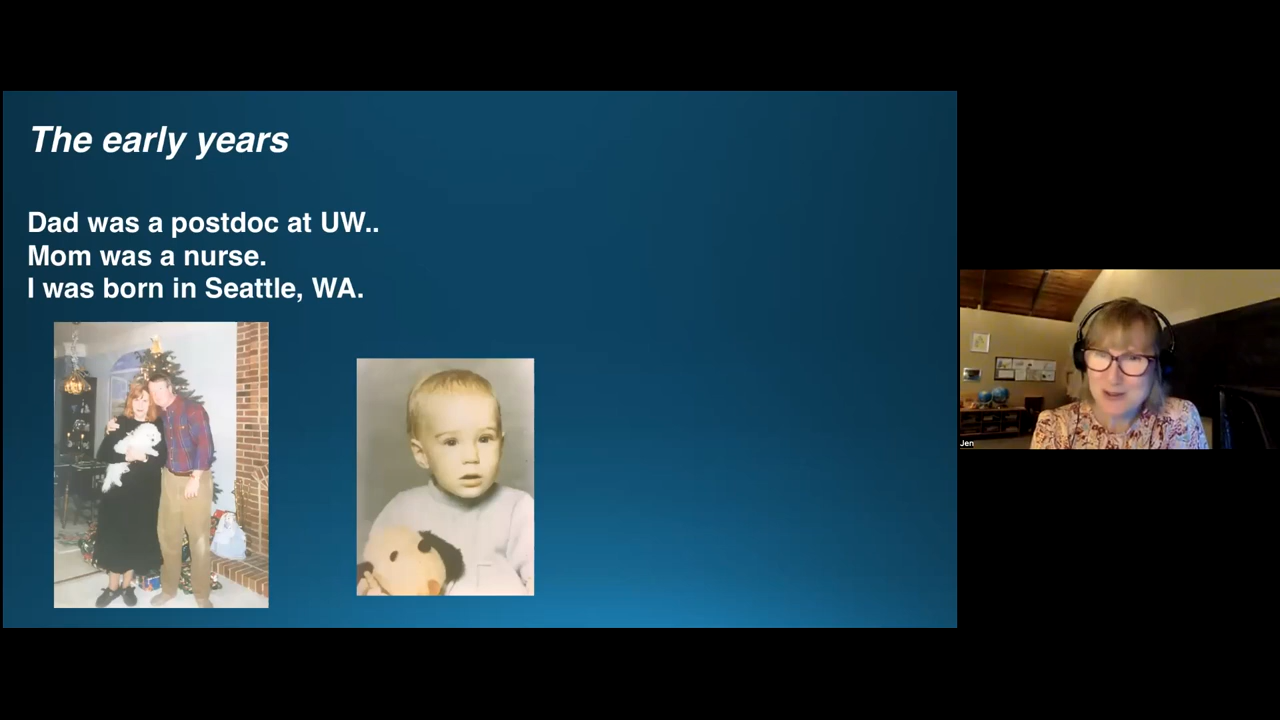 The early years
Dad was a postdoc at UW..
Mom was a nurse.
I was born in Seattle, WA.
Jen